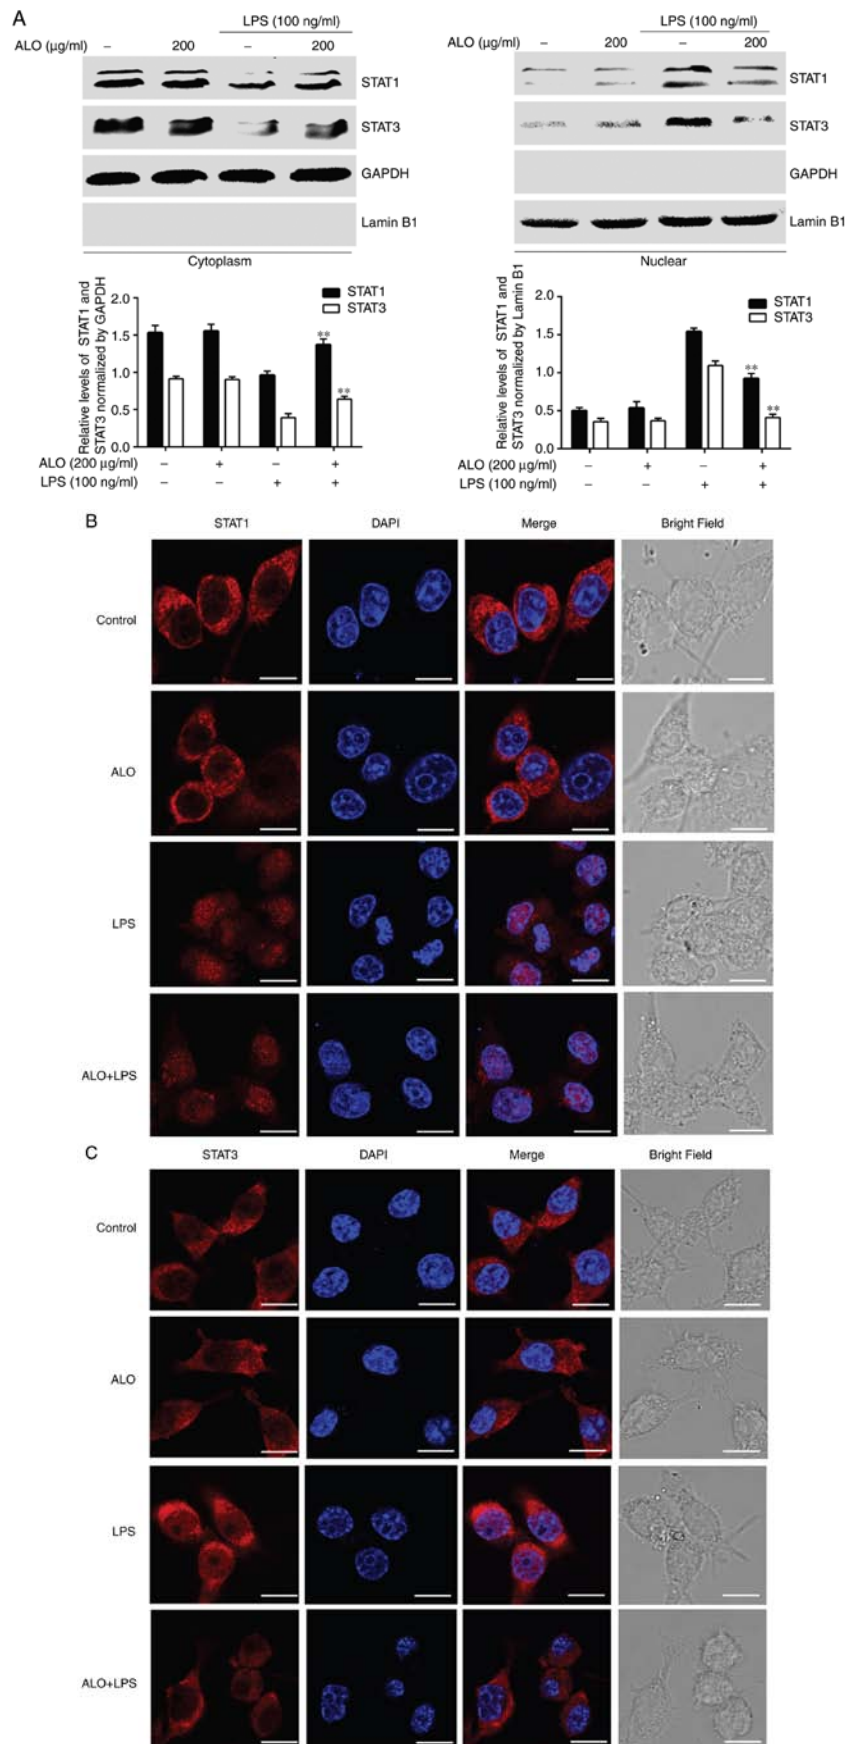 A
LPS (100 ng/ml)
ALO (µg/ml) – 200 – 200
STAT1
STAT3
GAPDH
Lamin B1
Cytoplasm
Relative levels of STAT1 and
STAT3 normalized by GAPDH
2.0
1.5
1.0
0.5
0.0
STAT1
STAT3
**
**
ALO (200 µg/ml) – + – +
LPS (100 ng/ml) – – + +
LPS (100 ng/ml)
ALO (µg/ml) – 200 – 200
STAT1
STAT3
GAPDH
Lamin B1
Nuclear
Relative levels of STAT1 and
STAT3 normalized by Lamin B1
2.0
1.5
1.0
0.5
0.0
STAT1
STAT3
**
**
ALO (200 µg/ml) – + – +
LPS (100 ng/ml) – – + +
B
STAT1 DAPI Merge Bright Field
Control
ALO
LPS
ALO+LPS
C
STAT3 DAPI Merge Bright Field
Control
ALO
LPS
ALO+LPS